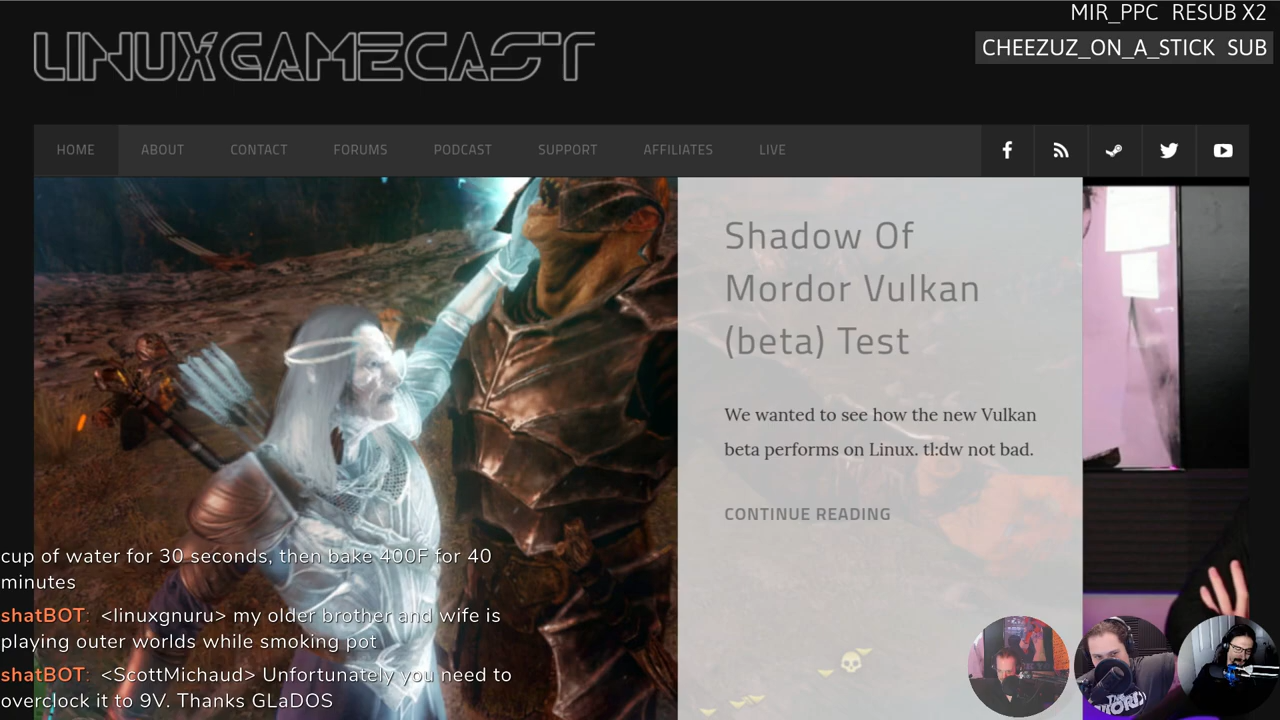 MIR_PPC RESUB X2
CHEEZUZ_ON_A_STICK SUB
LINUXGAMECAST
HOME ABOUT CONTACT FORUMS PODCAST SUPPORT AFFILIATES LIVE
Shadow Of
Mordor Vulkan
(beta) Test
We wanted to see how the new Vulkan
beta performs on Linux. tl:dw not bad.
CONTINUE READING
cup of water for 30 seconds, then bake 400F for 40
minutes
shatBOT: <linuxgnuru> my older brother and wife is
playing outer worlds while smoking pot
shatBOT: <ScottMichaud> Unfortunately you need to
overclock it to 9V. Thanks GLaDOS